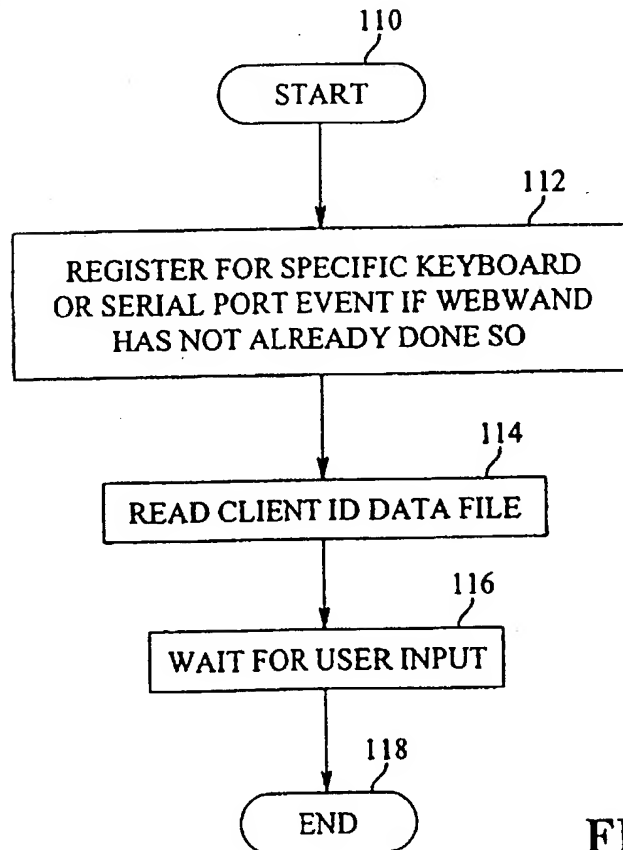 110
START
112
REGISTER FOR SPECIFIC KEYBOARD
OR SERIAL PORT EVENT IF WEBWAND
HAS NOT ALREADY DONE SO
114
READ CLIENT ID DATA FILE
116
WAIT FOR USER INPUT
118
END